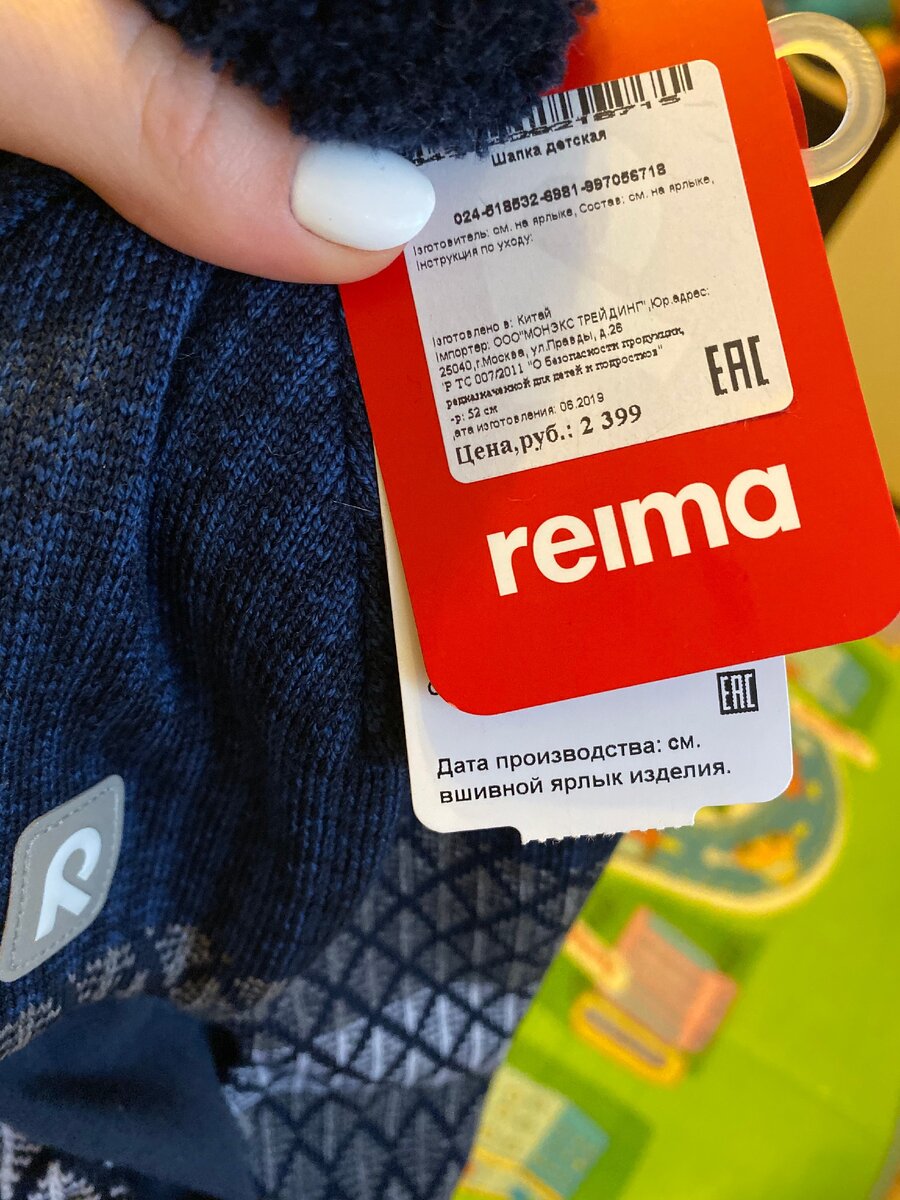 Шапка детская
024-518532-6981-997056718
Изготовитель: см. на ярлыке, Состав: см. на ярлыке,
Инструкция по уходу:
Изготовлено в: Китай
Импортер: ООО"МОНЭКС ТРЕЙДИНГ",Юр.адрес:
25040,г.Москва, ул.Правды, д.26
ТР ТС 007/2011 "О безопасности продукции,
предназначенной для детей и подростков"
-р: 52 см
дата изготовления: 06.2019
Цена,руб.: 2 399
EAC
reima
EAC
Дата производства: см.
вшивной ярлык изделия.